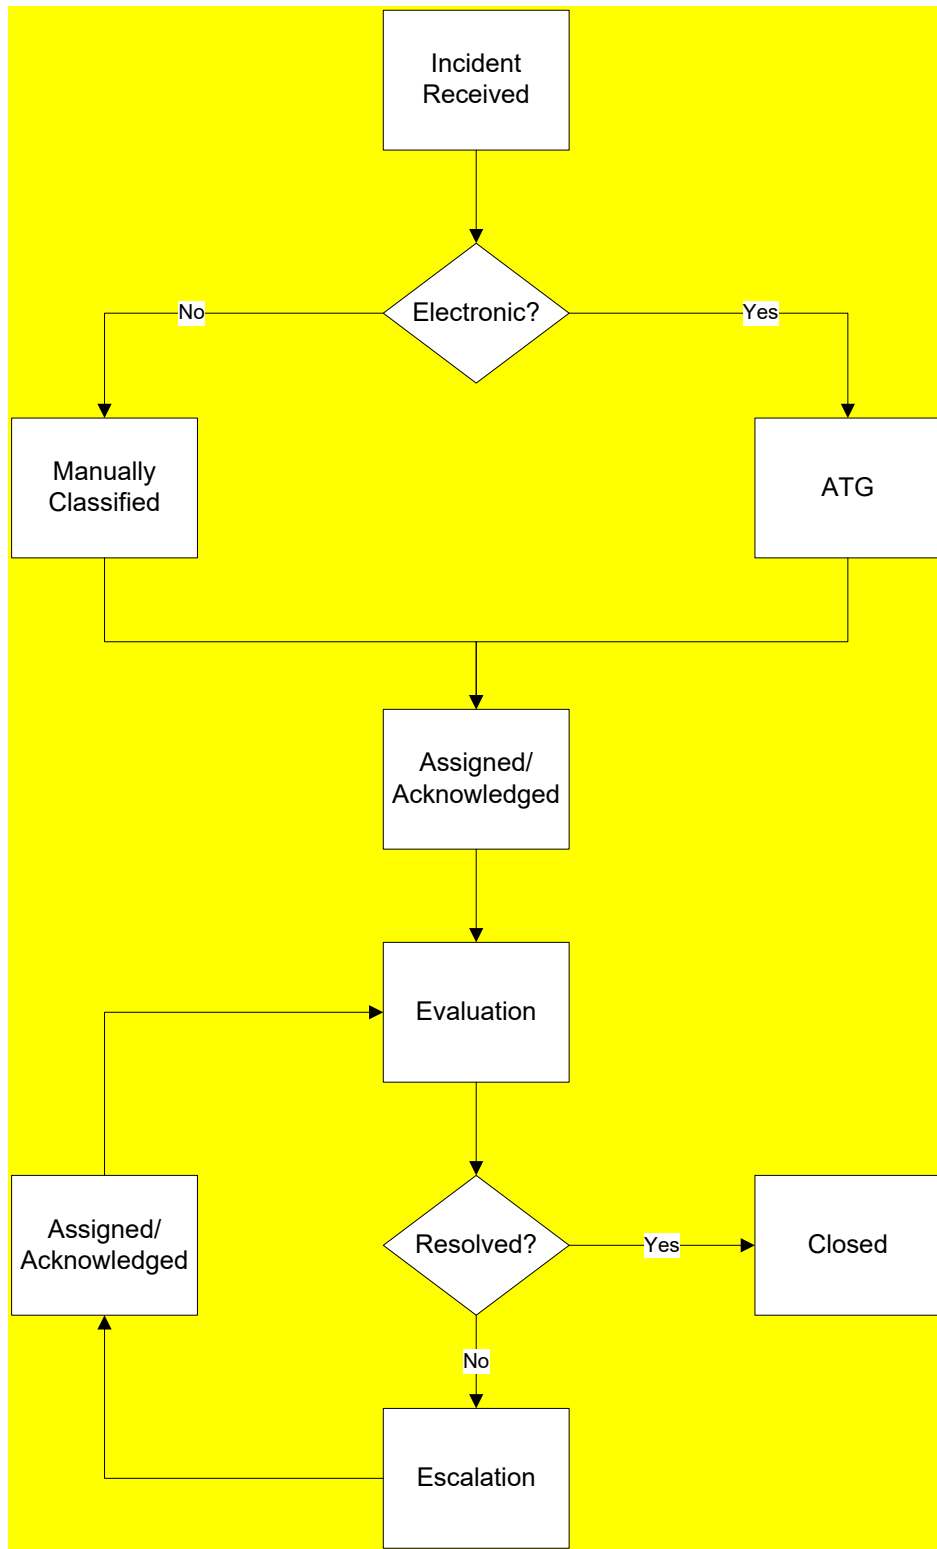 Incident
Received
Electronic?
No
Yes
Manually
Classified
ATG
Assigned/
Acknowledged
Evaluation
Assigned/
Acknowledged
Resolved?
Yes
Closed
No
Escalation